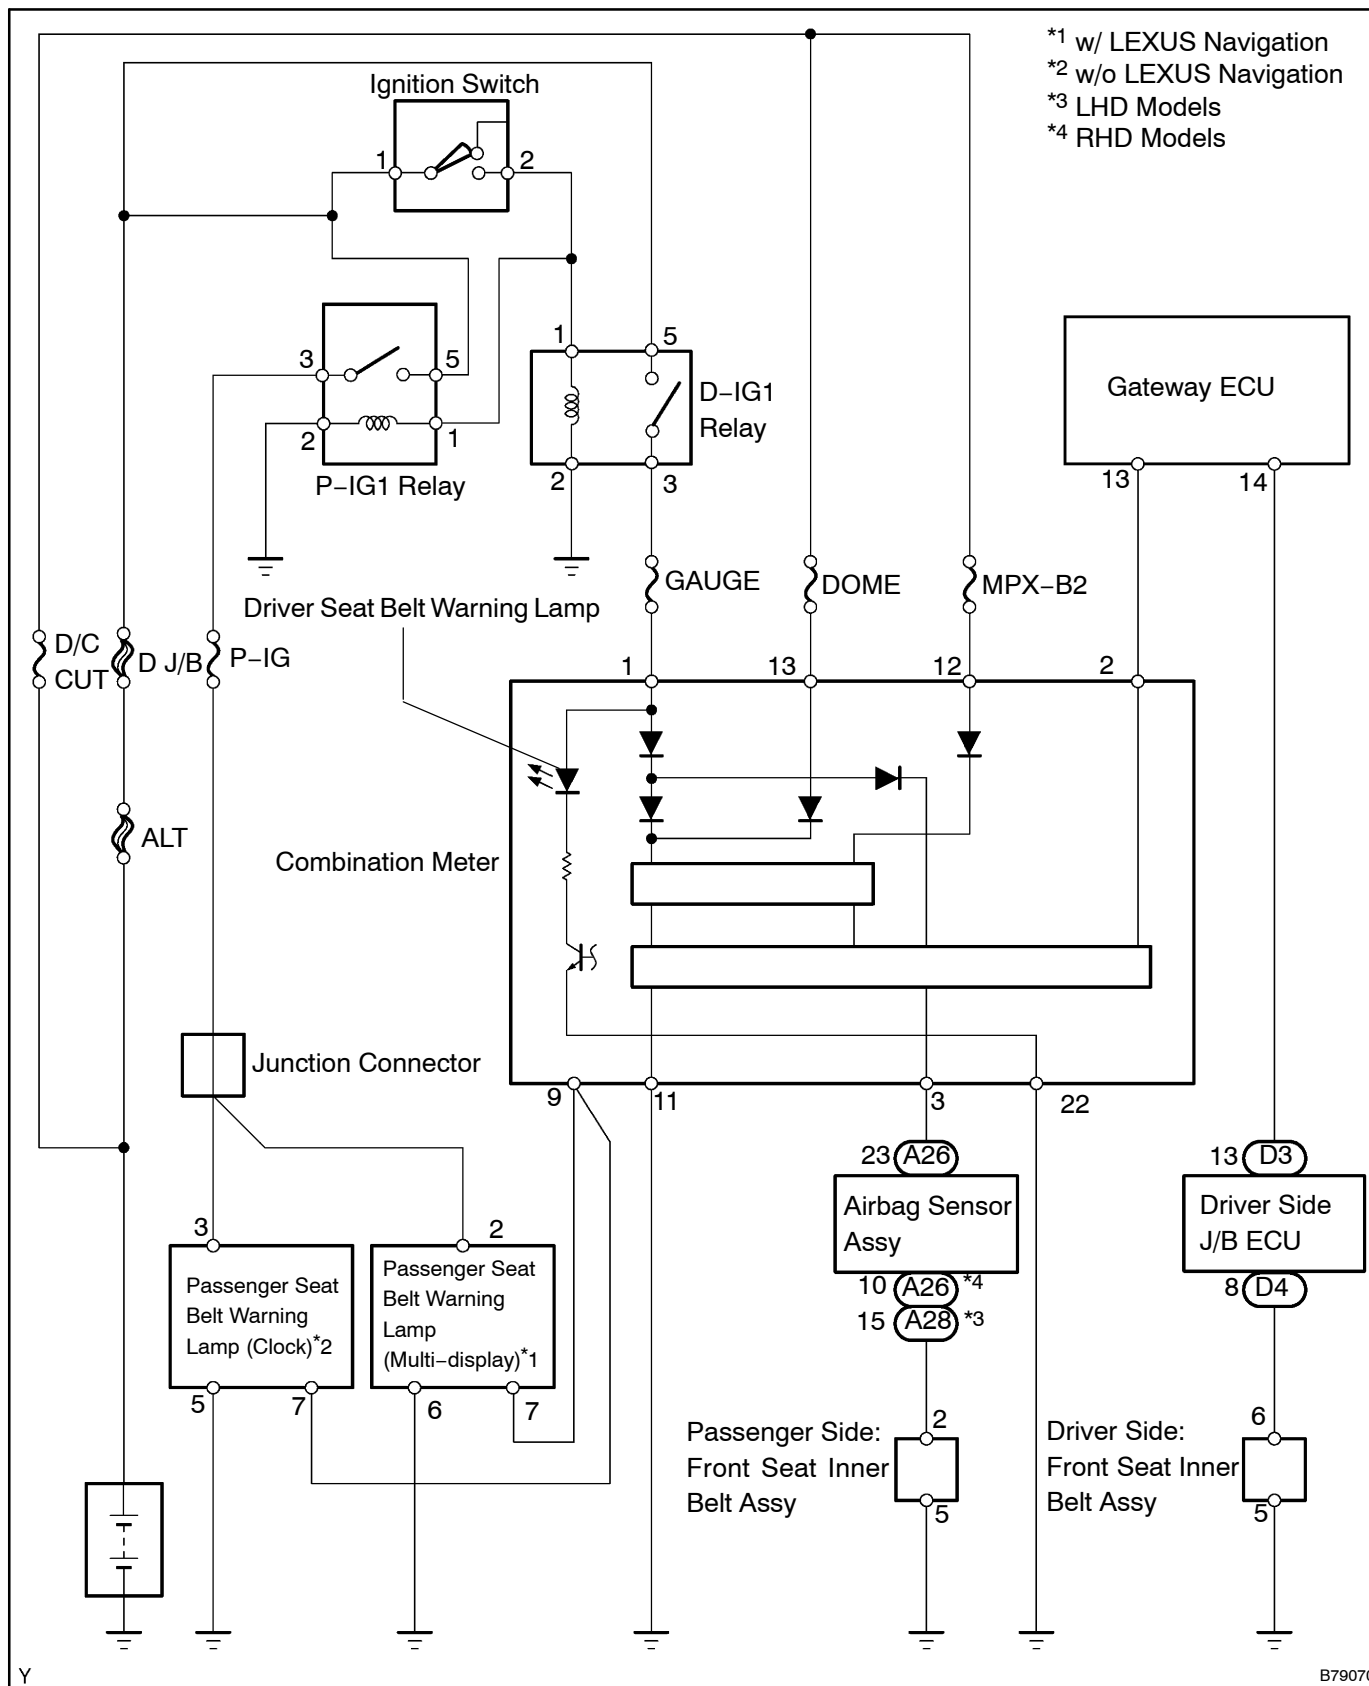 *1 w/ LEXUS Navigation
*2 w/o LEXUS Navigation
*3 LHD Models
*4 RHD Models
Ignition Switch
1
2
3
5
2
1
P-IG1 Relay
1
5
D-IG1
Relay
2
3
Gateway ECU
13
14
GAUGE
DOME
MPX-B2
Driver Seat Belt Warning Lamp
D/C
CUT
D J/B
P-IG
1
13
12
2
ALT
Combination Meter
Junction Connector
9
11
3
22
23
A26
13
D3
Airbag Sensor
Assy
Driver Side
J/B ECU
10
A26
*4
8
D4
15
A28
*3
3
2
Passenger Seat
Belt Warning
Lamp (Clock)*2
Passenger Seat
Belt Warning
Lamp
(Multi-display)*1
5
7
6
7
Passenger Side:
Front Seat Inner
Belt Assy
2
5
Driver Side:
Front Seat Inner
Belt Assy
6
5
Y
B79070